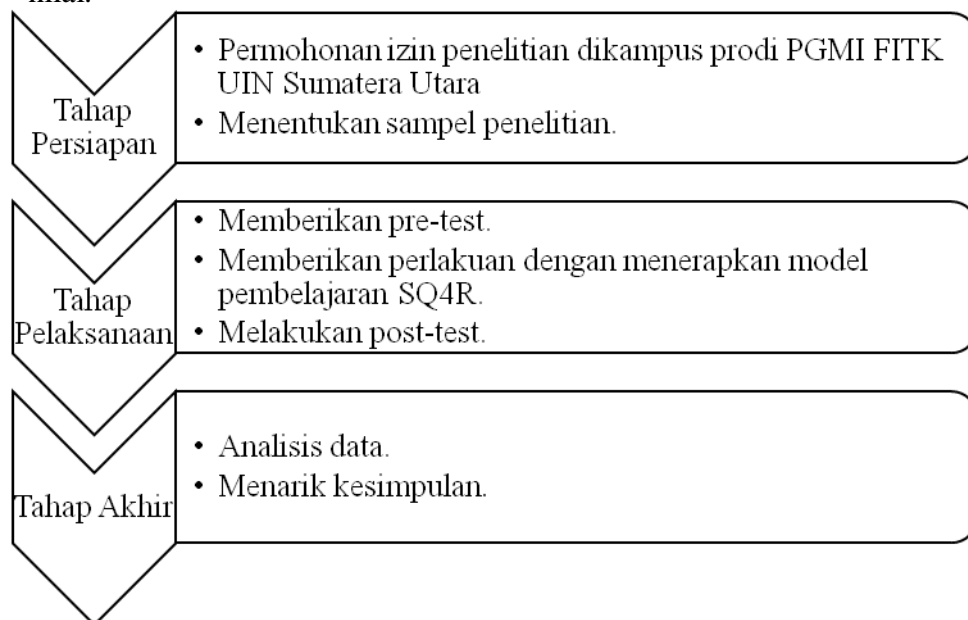 Tahap
Persiapan
• Permohonan izin penelitian dikampus prodi PGMI FITK
UIN Sumatera Utara
• Menentukan sampel penelitian.
Tahap
Pelaksanaan
• Memberikan pre-test.
• Memberikan perlakuan dengan menerapkan model
pembelajaran SQ4R.
• Melakukan post-test.
Tahap Akhir
• Analisis data.
• Menarik kesimpulan.